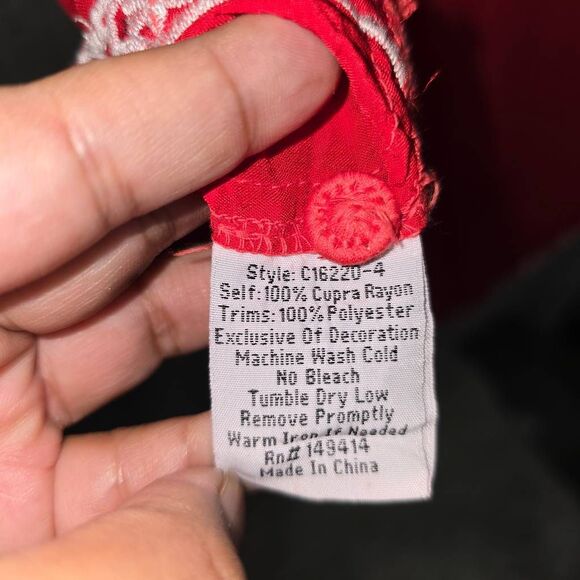 Style: C16220-4
Self:100% Cupra Rayon
Trims:100%Polyester
Exclusive Of Decoration
Machine Wash Cold
No Bleach
Tumble Dry Low
Remove Promptly
Warm Iron If Needed
Rn# 149414
Made In China